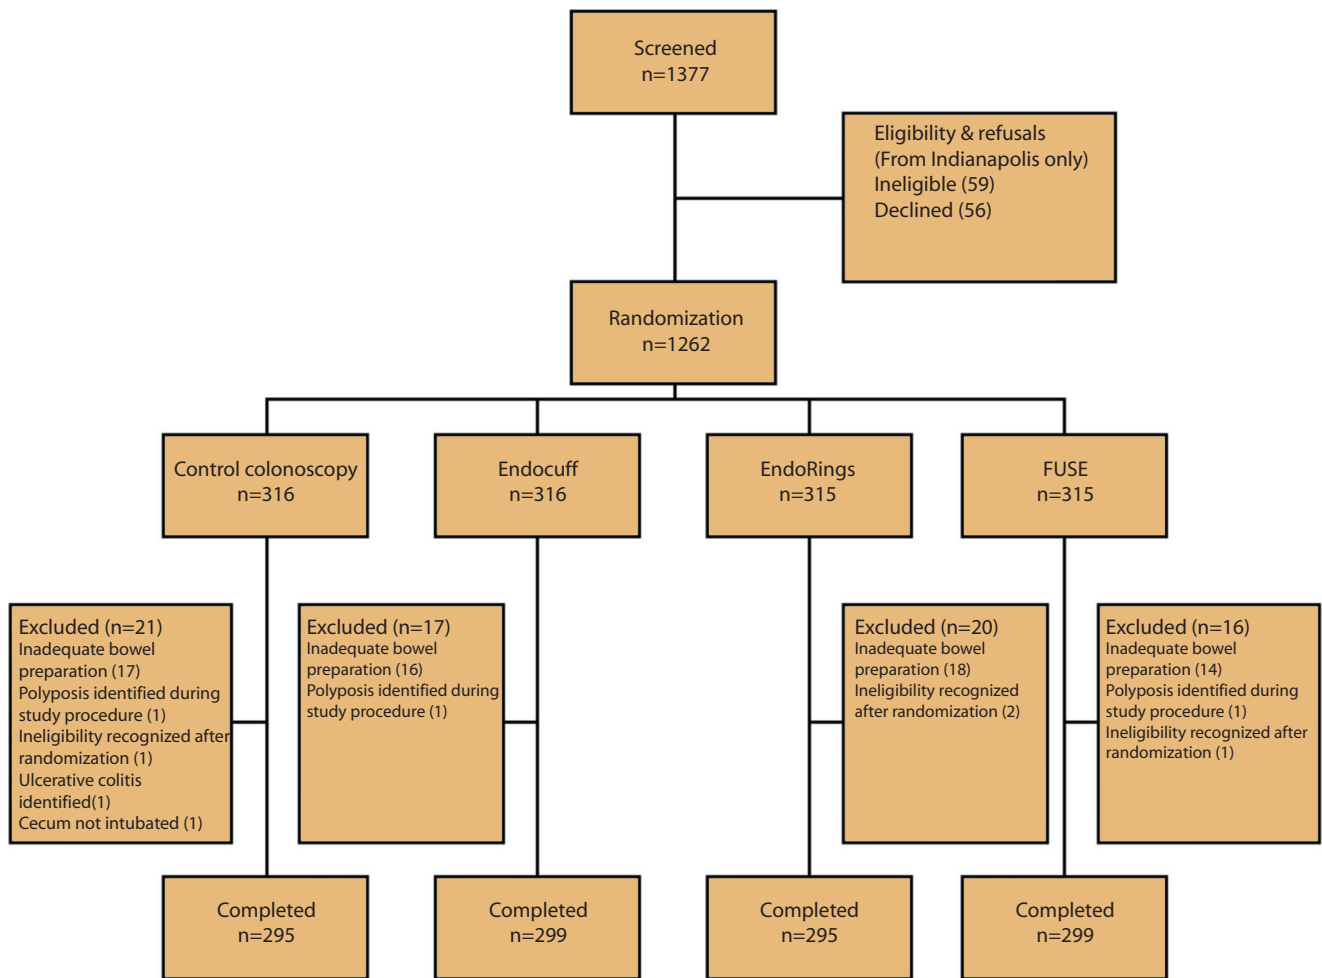 Screened
n=1377
Eligibility & refusals
(From Indianapolis only)
Ineligible (59)
Declined (56)
Randomization
n=1262
Control colonoscopy
n=316
Endocuff
n=316
EndoRings
n=315
FUSE
n=315
Excluded (n=21)
Inadequate bowel
preparation (17)
Polyposis identified during
study procedure (1)
Ineligibility recognized after
randomization (1)
Ulcerative colitis
identified(1)
Cecum not intubated (1)
Excluded (n=17)
Inadequate bowel
preparation (16)
Polyposis identified during
study procedure (1)
Excluded (n=20)
Inadequate bowel
preparation (18)
Ineligibility recognized
after randomization (2)
Excluded (n=16)
Inadequate bowel
preparation (14)
Polyposis identified during
study procedure (1)
Ineligibility recognized after
randomization (1)
Completed
n=295
Completed
n=299
Completed
n=295
Completed
n=299